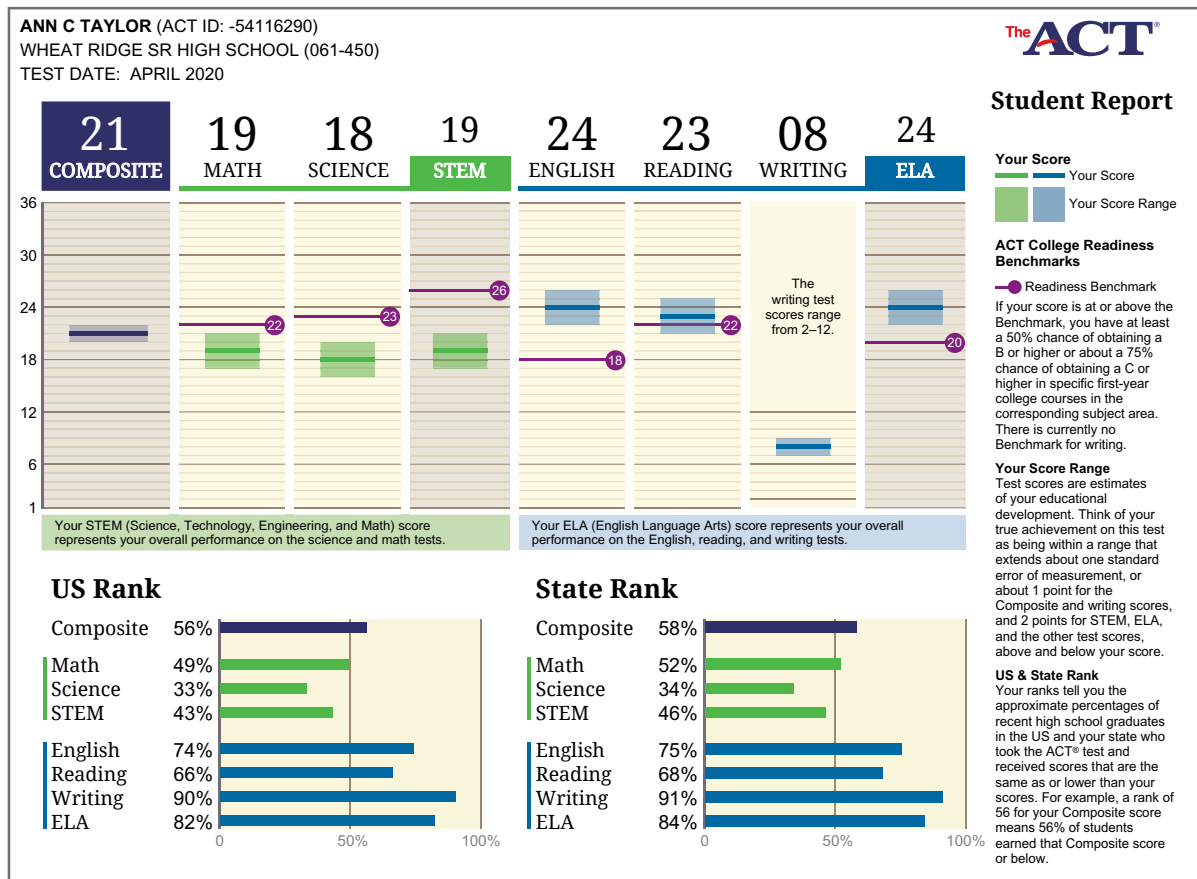 ANN C TAYLOR (ACT ID: -54116290)
WHEAT RIDGE SR HIGH SCHOOL (061-450)
TEST DATE: APRIL 2020
The ACT®
Student Report
21 19 18 19 24 23 08 24
COMPOSITE MATH SCIENCE STEM ENGLISH READING WRITING ELA
36
30
24
18
12
6
1
22
23
26
18
22
The
writing test
scores range
from 2–12.
20
Your STEM (Science, Technology, Engineering, and Math) score
represents your overall performance on the science and math tests.
Your ELA (English Language Arts) score represents your overall
performance on the English, reading, and writing tests.
Your Score
Your Score
Your Score Range
ACT College Readiness
Benchmarks
Readiness Benchmark
If your score is at or above the
Benchmark, you have at least
a 50% chance of obtaining a
B or higher or about a 75%
chance of obtaining a C or
higher in specific first-year
college courses in the
corresponding subject area.
There is currently no
Benchmark for writing.
Your Score Range
Test scores are estimates
of your educational
development. Think of your
true achievement on this test
as being within a range that
extends about one standard
error of measurement, or
about 1 point for the
Composite and writing scores,
and 2 points for STEM, ELA,
and the other test scores,
above and below your score.
US & State Rank
Your ranks tell you the
approximate percentages of
recent high school graduates
in the US and your state who
took the ACT® test and
received scores that are the
same as or lower than your
scores. For example, a rank of
56 for your Composite score
means 56% of students
earned that Composite score
or below.
US Rank
Composite 56%
Math 49%
Science 33%
STEM 43%
English 74%
Reading 66%
Writing 90%
ELA 82%
0 50% 100%
State Rank
Composite 58%
Math 52%
Science 34%
STEM 46%
English 75%
Reading 68%
Writing 91%
ELA 84%
0 50% 100%